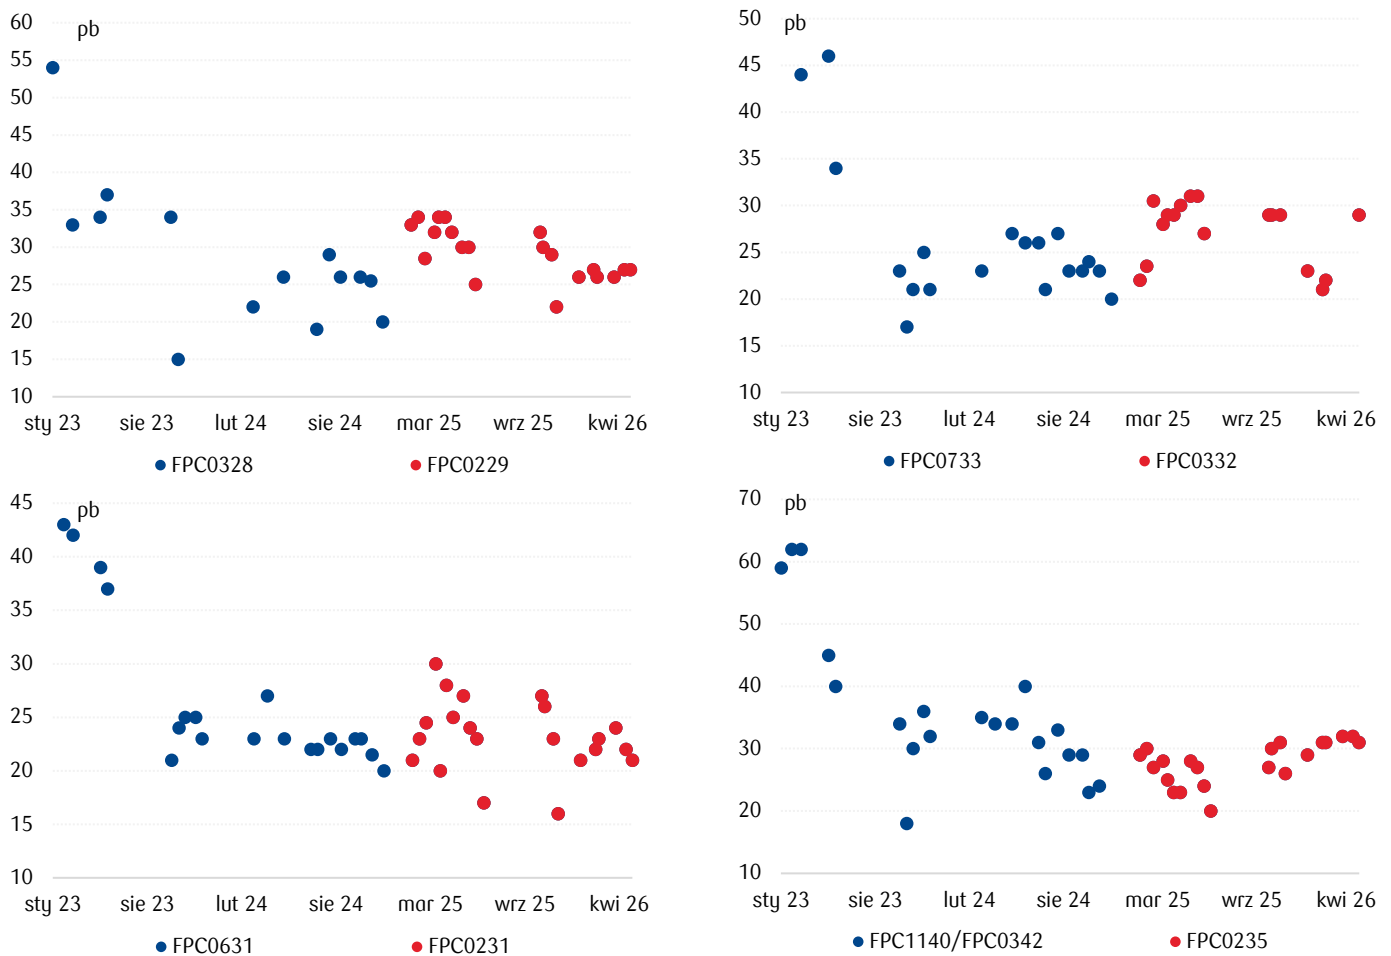 pb
60
55
50
45
40
35
30
25
20
15
10
sty 23 sie 23 lut 24 sie 24 mar 25 wrz 25 kwi 26
FPC0328 FPC0229
pb
50
45
40
35
30
25
20
15
10
sty 23 sie 23 lut 24 sie 24 mar 25 wrz 25 kwi 26
FPC0733 FPC0332
pb
45
40
35
30
25
20
15
10
sty 23 sie 23 lut 24 sie 24 mar 25 wrz 25 kwi 26
FPC0631 FPC0231
pb
70
60
50
40
30
20
10
sty 23 sie 23 lut 24 sie 24 mar 25 wrz 25 kwi 26
FPC1140/FPC0342 FPC0235